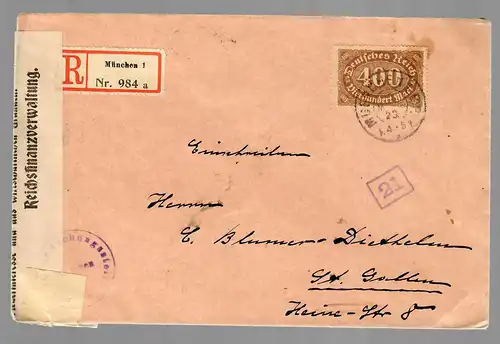 R München 1
Nr. 984 a
Deutsches Reich
400
Vierhundert Mark
23
Einschreiben
21
Herrn
C. Blumer-Diethelm
St. Gallen
Heine-Str 8
Reichsfinanzverwaltung.